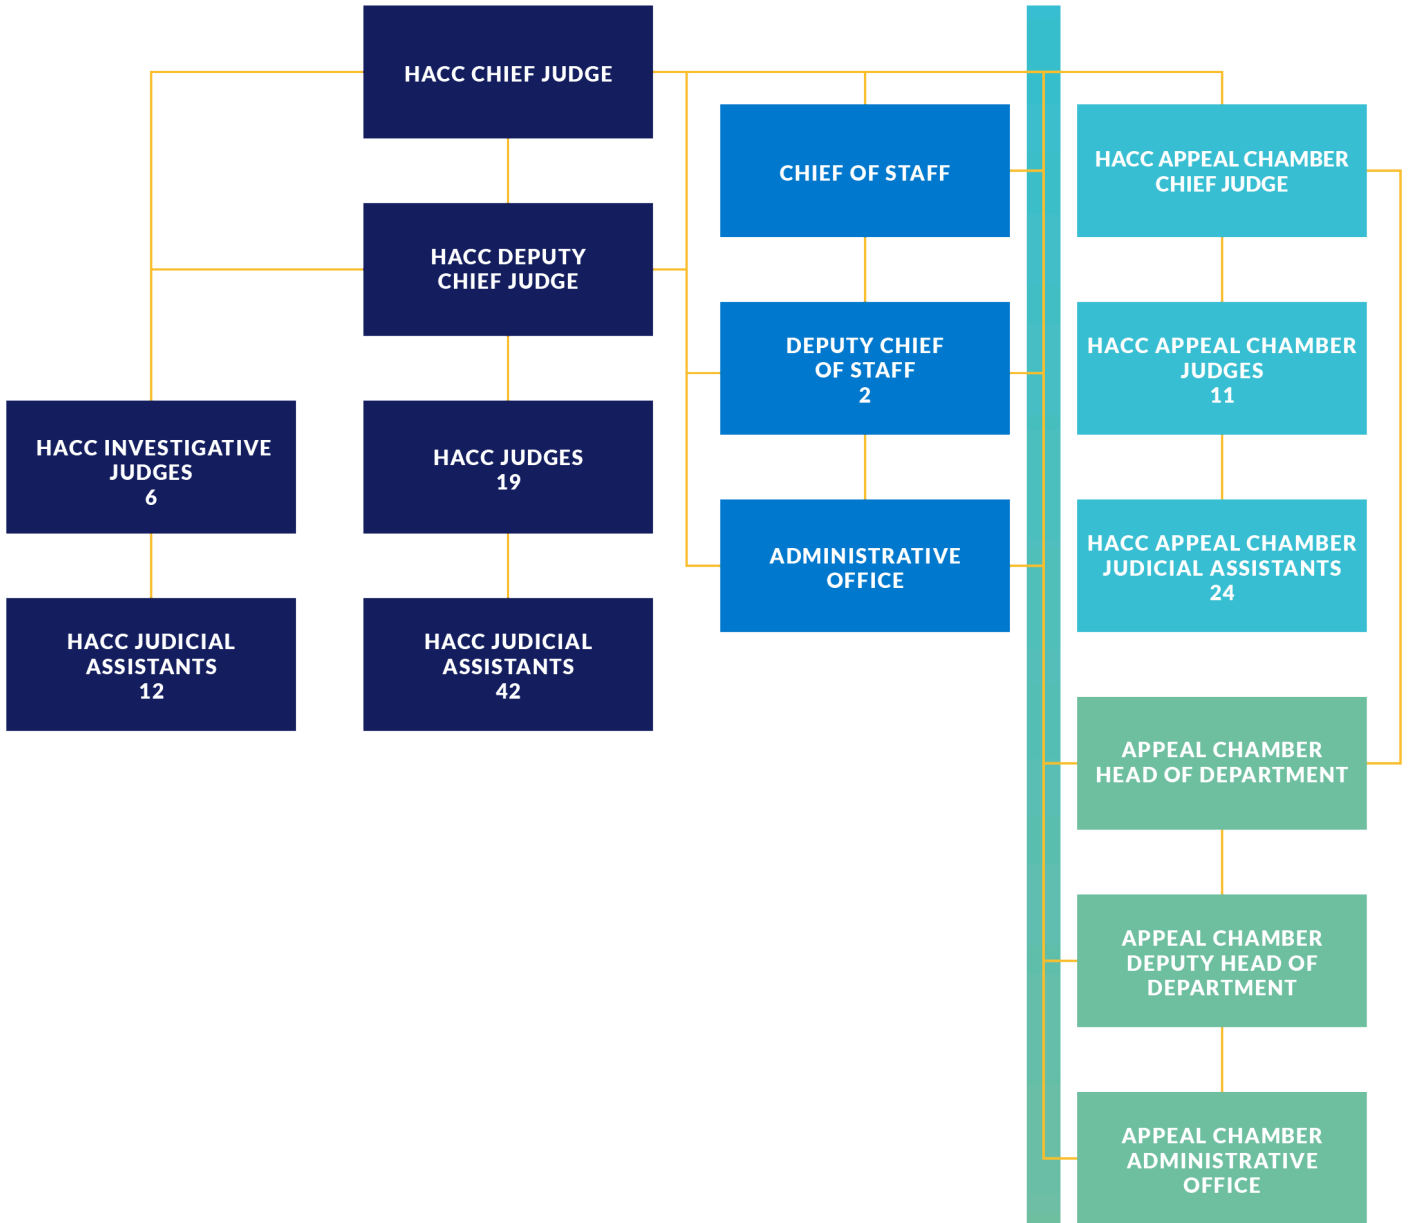 HACC CHIEF JUDGE
HACC DEPUTY
CHIEF JUDGE
HACC INVESTIGATIVE
JUDGES
6
HACC JUDICIAL
ASSISTANTS
12
HACC JUDGES
19
HACC JUDICIAL
ASSISTANTS
42
CHIEF OF STAFF
DEPUTY CHIEF
OF STAFF
2
ADMINISTRATIVE
OFFICE
HACC APPEAL CHAMBER
CHIEF JUDGE
HACC APPEAL CHAMBER
JUDGES
11
HACC APPEAL CHAMBER
JUDICIAL ASSISTANTS
24
APPEAL CHAMBER
HEAD OF DEPARTMENT
APPEAL CHAMBER
DEPUTY HEAD OF
DEPARTMENT
APPEAL CHAMBER
ADMINISTRATIVE
OFFICE